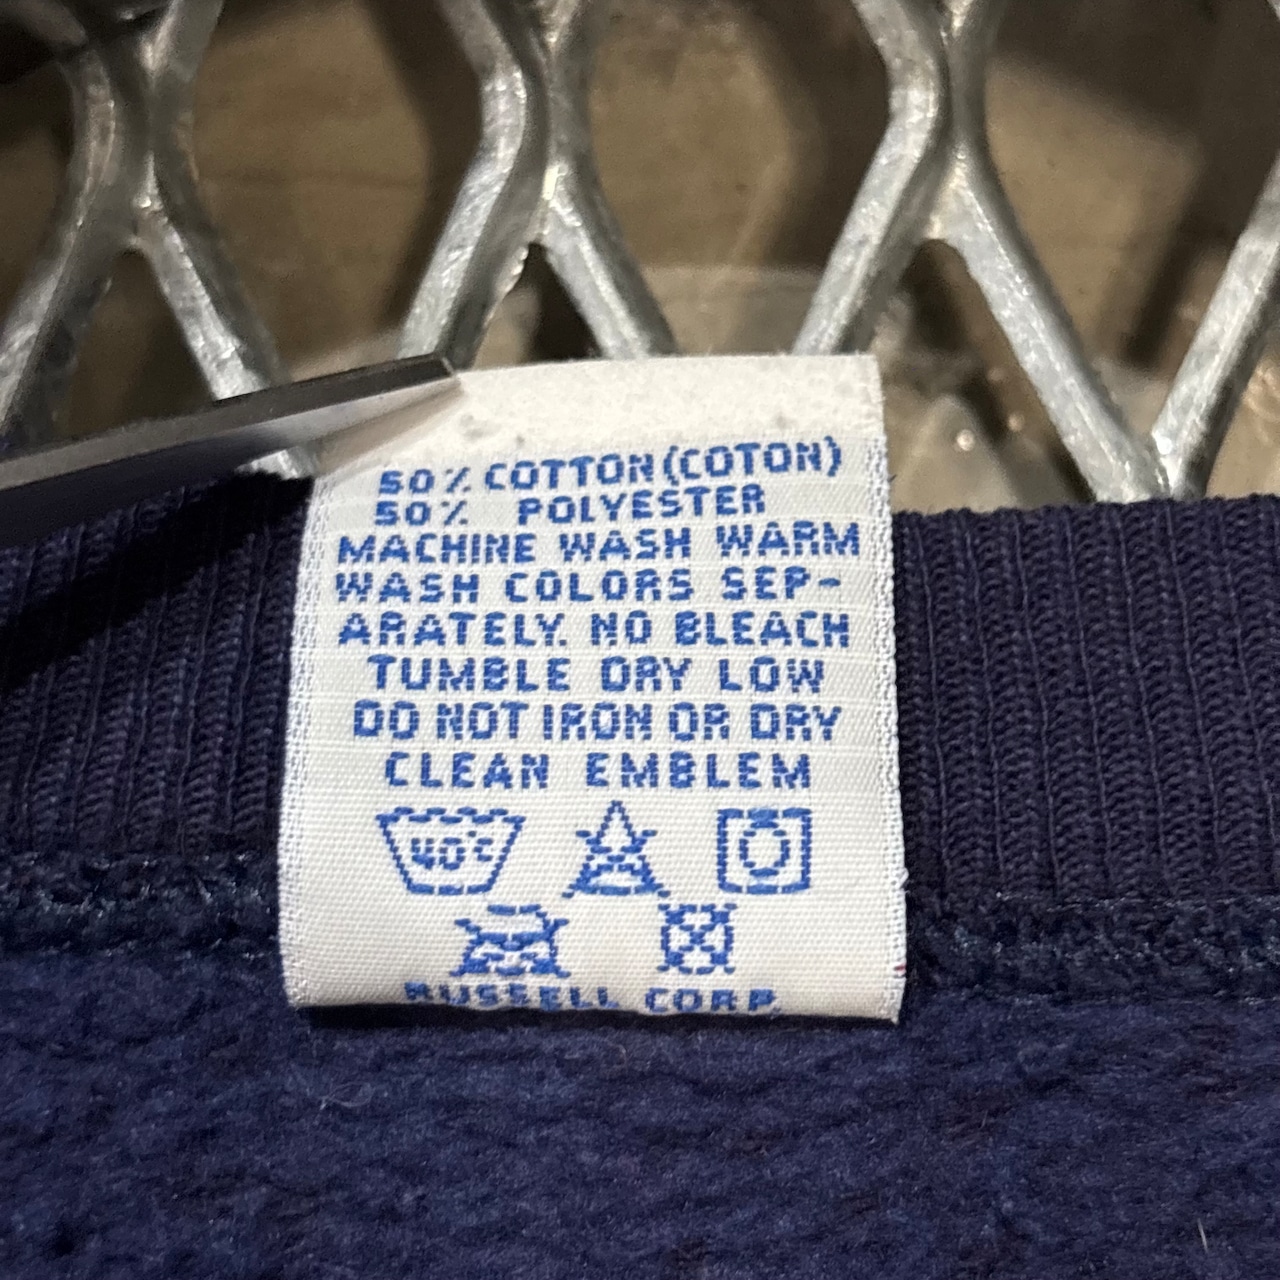 50% COTTON (COTON)
50% POLYESTER
MACHINE WASH WARM
WASH COLORS SEP-
ARATELY. NO BLEACH
TUMBLE DRY LOW
DO NOT IRON OR DRY
CLEAN EMBLEM
40°C
RUSSELL CORP.